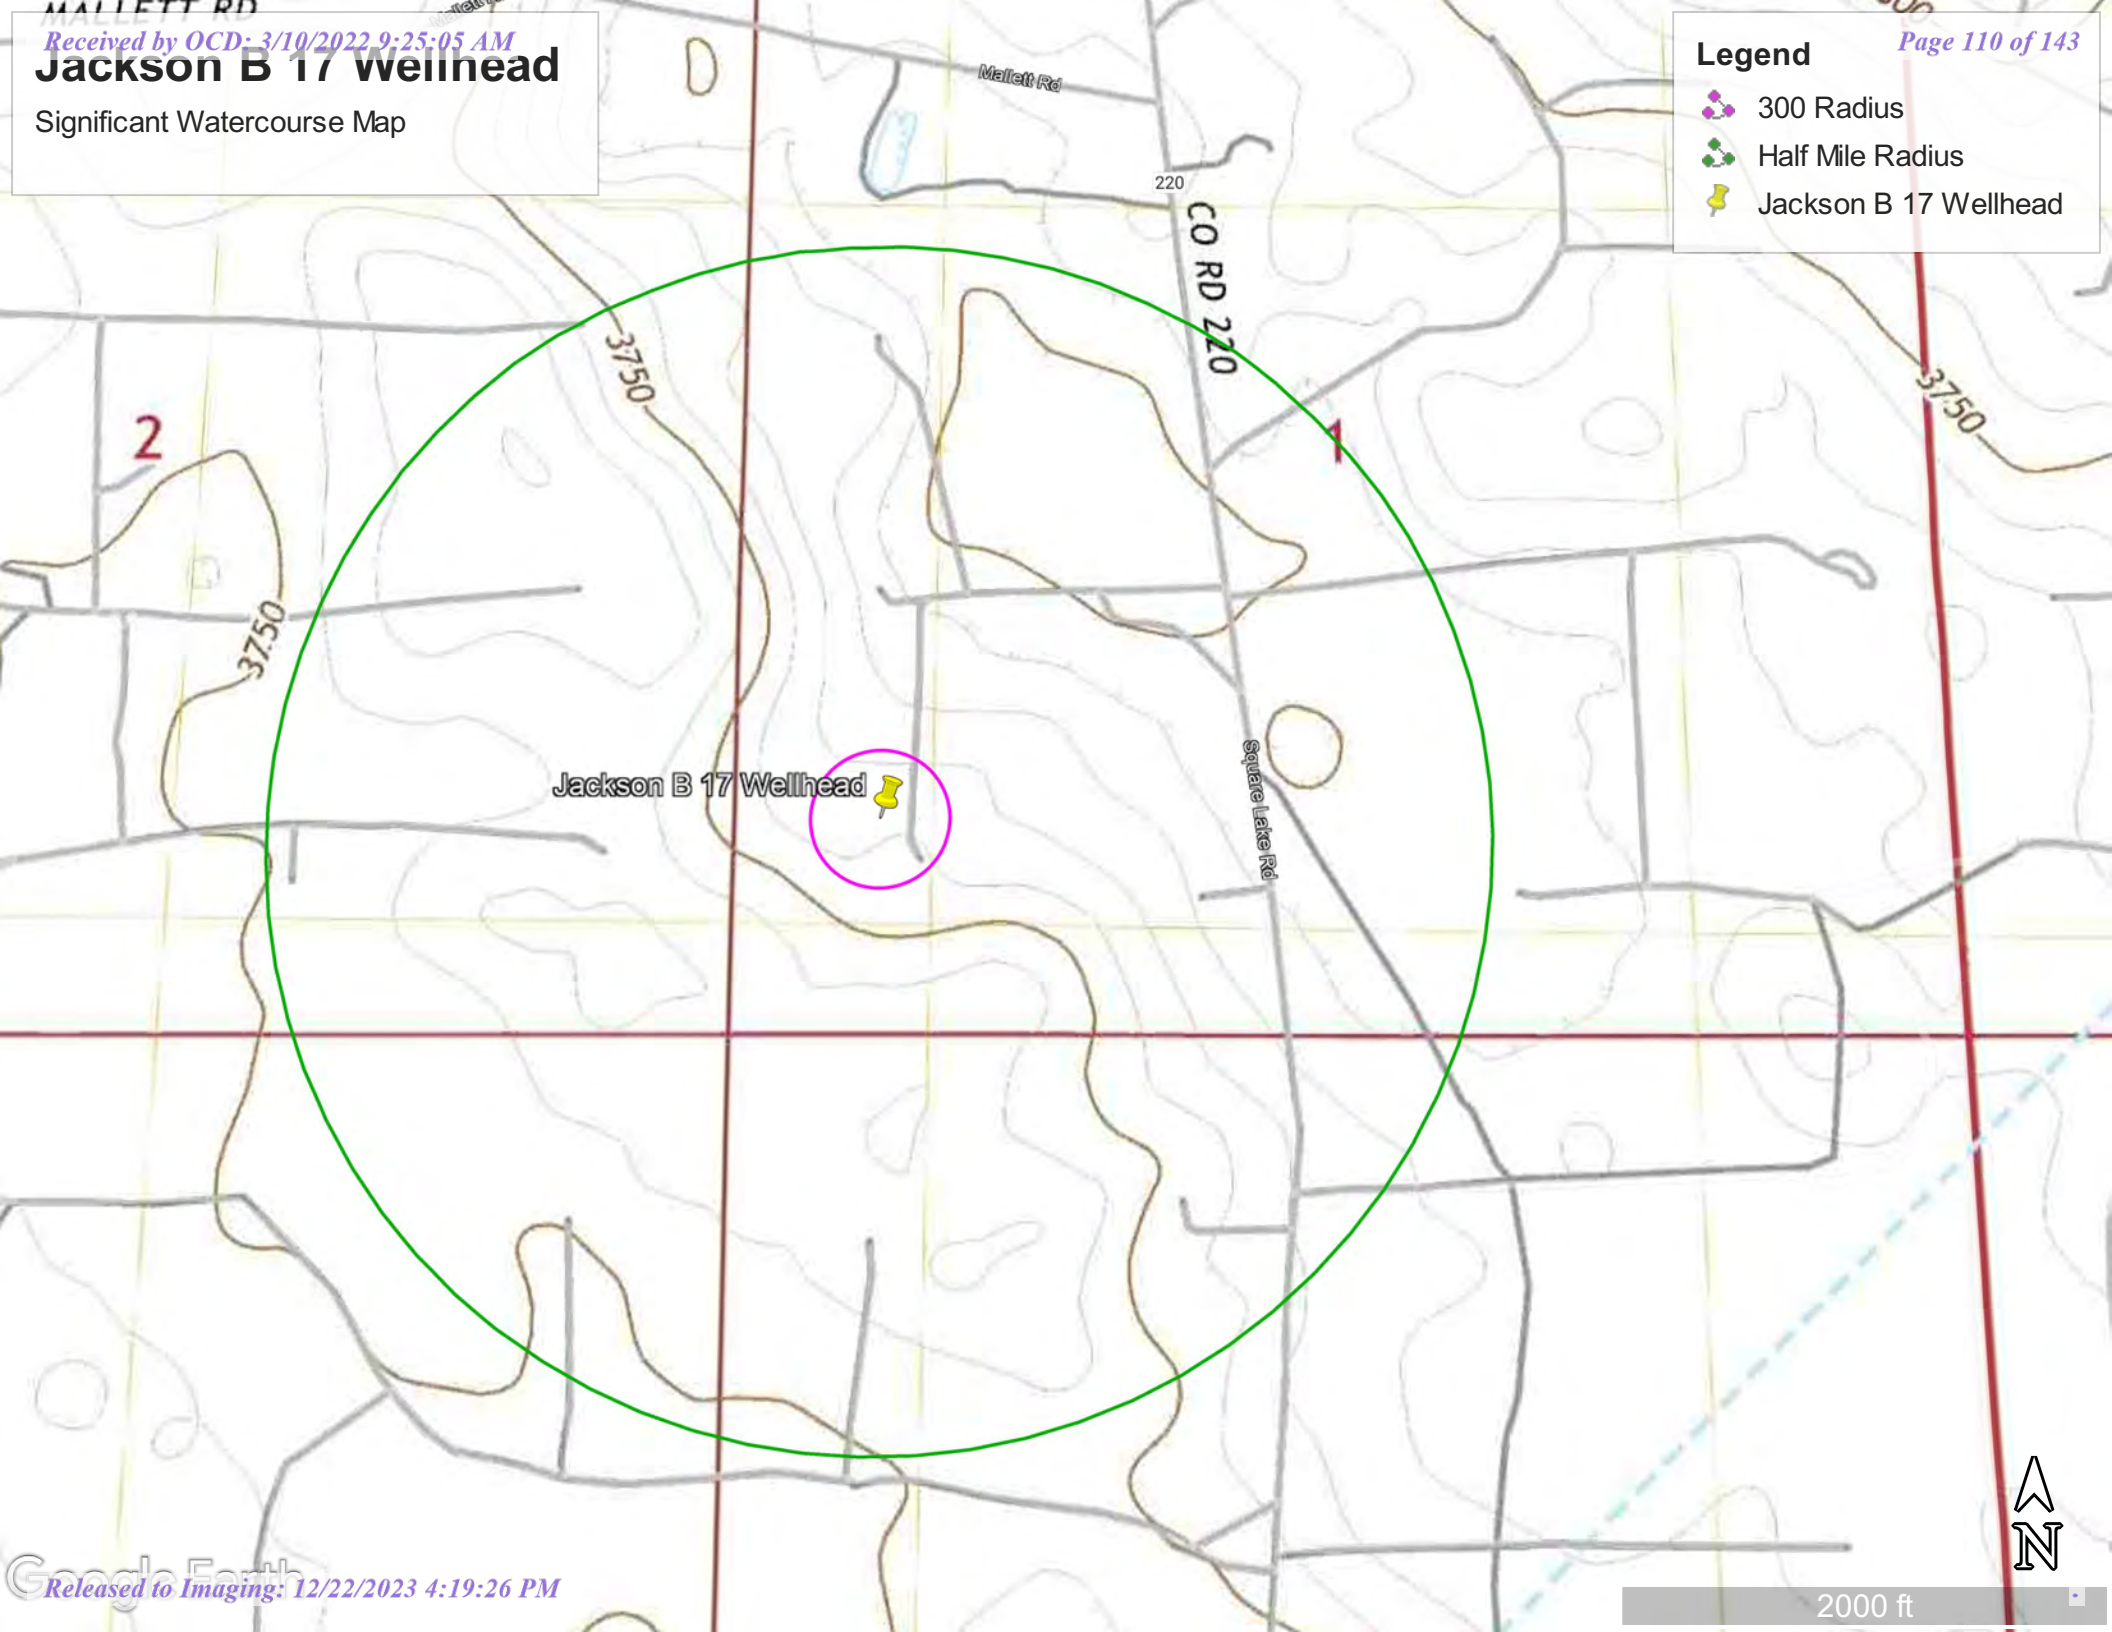 MALLETT RD
Mallett Rd
Received by OCD: 3/10/2022 9:25:05 AM
Page 110 of 143
Jackson B 17 Wellhead
Significant Watercourse Map
Legend
300 Radius
Half Mile Radius
Jackson B 17 Wellhead
Mallett Rd
220
CO RD 220
3750
3750
2
1
3750
Jackson B 17 Wellhead
Square Lake Rd
N
Google Earth
Released to Imaging: 12/22/2023 4:19:26 PM
2000 ft